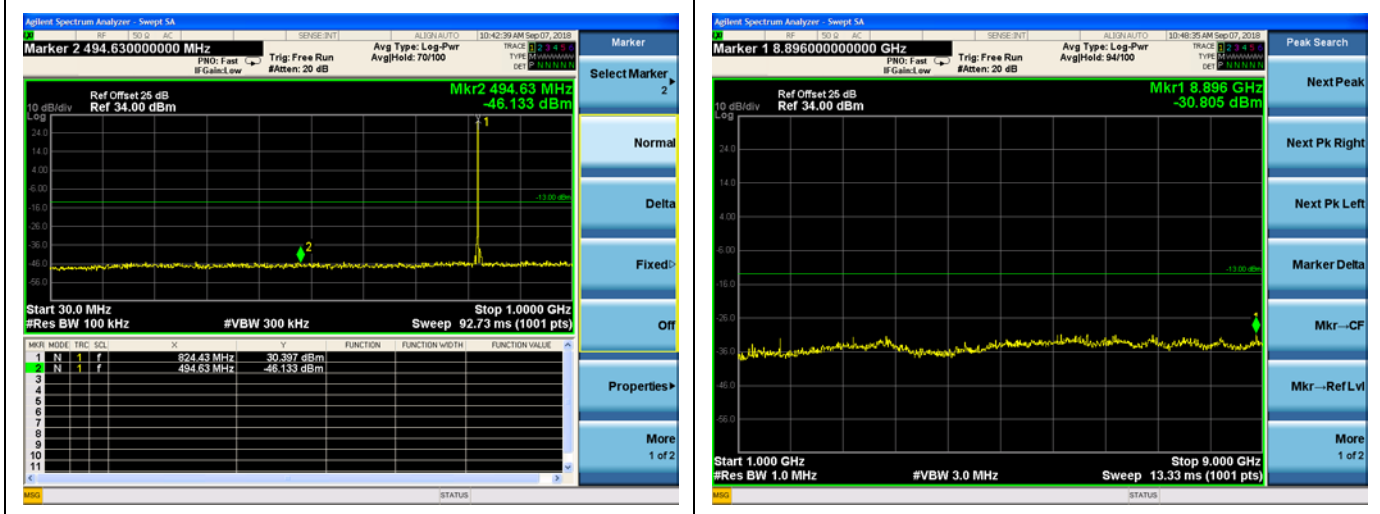 Agilent Spectrum Analyzer - Swept SA
RF 50 Ω AC SENSE:INT ALIGN AUTO 10:42:39 AM Sep 07, 2018
Marker 2 494.630000000 MHz
PNO: Fast
IFGain:Low
Trig: Free Run
#Atten: 20 dB
Avg Type: Log-Pwr
Avg|Hold: 70/100
TRACE 1 2 3 4 5 6
TYPE M
DET P N N N N N
Ref Offset 25 dB
10 dB/div Ref 34.00 dBm
Log
Mkr2 494.63 MHz
-46.133 dBm
24.0
14.0
4.00
-6.00
-16.0
-26.0
-36.0
-46.0
-56.0
1
-13.00 dBm
2
Start 30.0 MHz Stop 1.0000 GHz
#Res BW 100 kHz #VBW 300 kHz Sweep 92.73 ms (1001 pts)
MKR MODE TRC SCL X Y FUNCTION FUNCTION WIDTH FUNCTION VALUE
1 N 1 f 824.43 MHz 30.397 dBm
2 N 1 f 494.63 MHz -46.133 dBm
3
4
5
6
7
8
9
10
11
MSG STATUS
Marker
Select Marker
2
Normal
Delta
Fixed
Off
Properties
More
1 of 2
Agilent Spectrum Analyzer - Swept SA
RF 50 Ω AC SENSE:INT ALIGN AUTO 10:48:35 AM Sep 07, 2018
Marker 1 8.896000000000 GHz
PNO: Fast
IFGain:Low
Trig: Free Run
#Atten: 20 dB
Avg Type: Log-Pwr
Avg|Hold: 94/100
TRACE 1 2 3 4 5 6
TYPE M
DET P N N N N N
Ref Offset 25 dB
10 dB/div Ref 34.00 dBm
Log
Mkr1 8.896 GHz
-30.805 dBm
24.0
14.0
4.00
-6.00
-16.0
-26.0
-36.0
-46.0
-56.0
-13.00 dBm
Start 1.000 GHz Stop 9.000 GHz
#Res BW 1.0 MHz #VBW 3.0 MHz Sweep 13.33 ms (1001 pts)
MSG STATUS
Peak Search
Next Peak
Next Pk Right
Next Pk Left
Marker Delta
Mkr→CF
Mkr→Ref Lvl
More
1 of 2